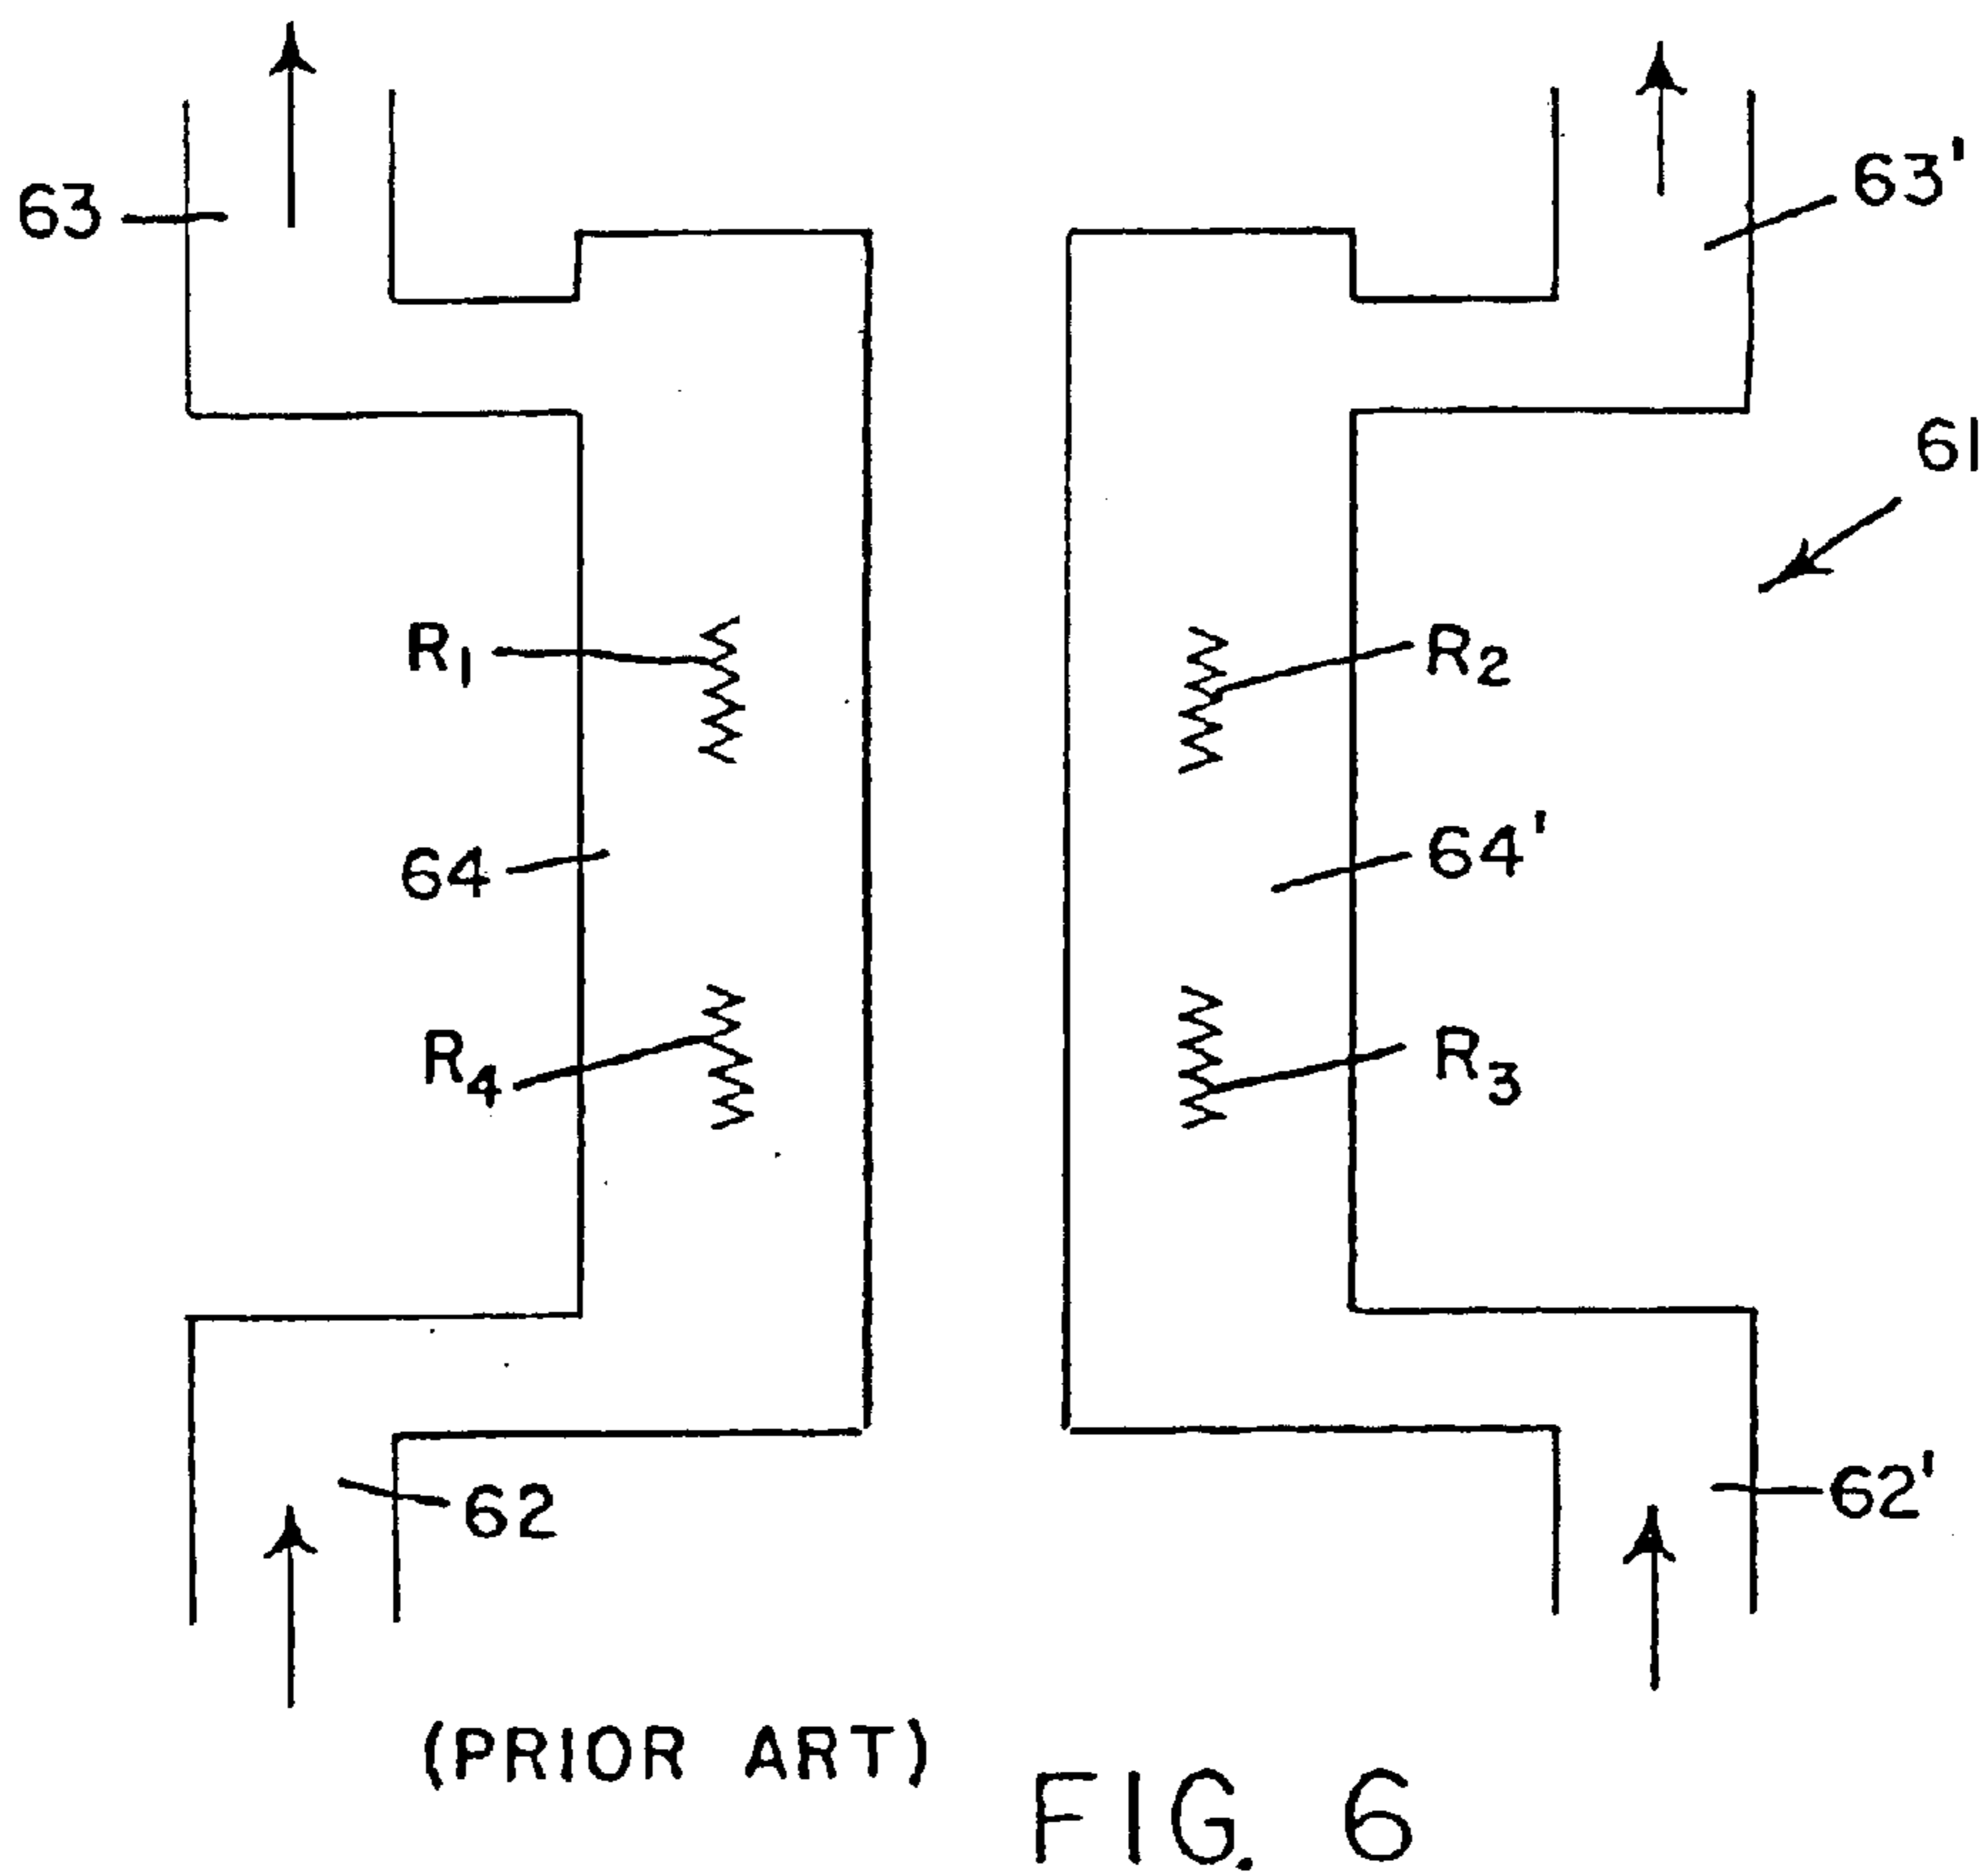 63
63'
61
R1
R2
64
64'
R4
R3
62
62'
(PRIOR ART)
FIG. 6